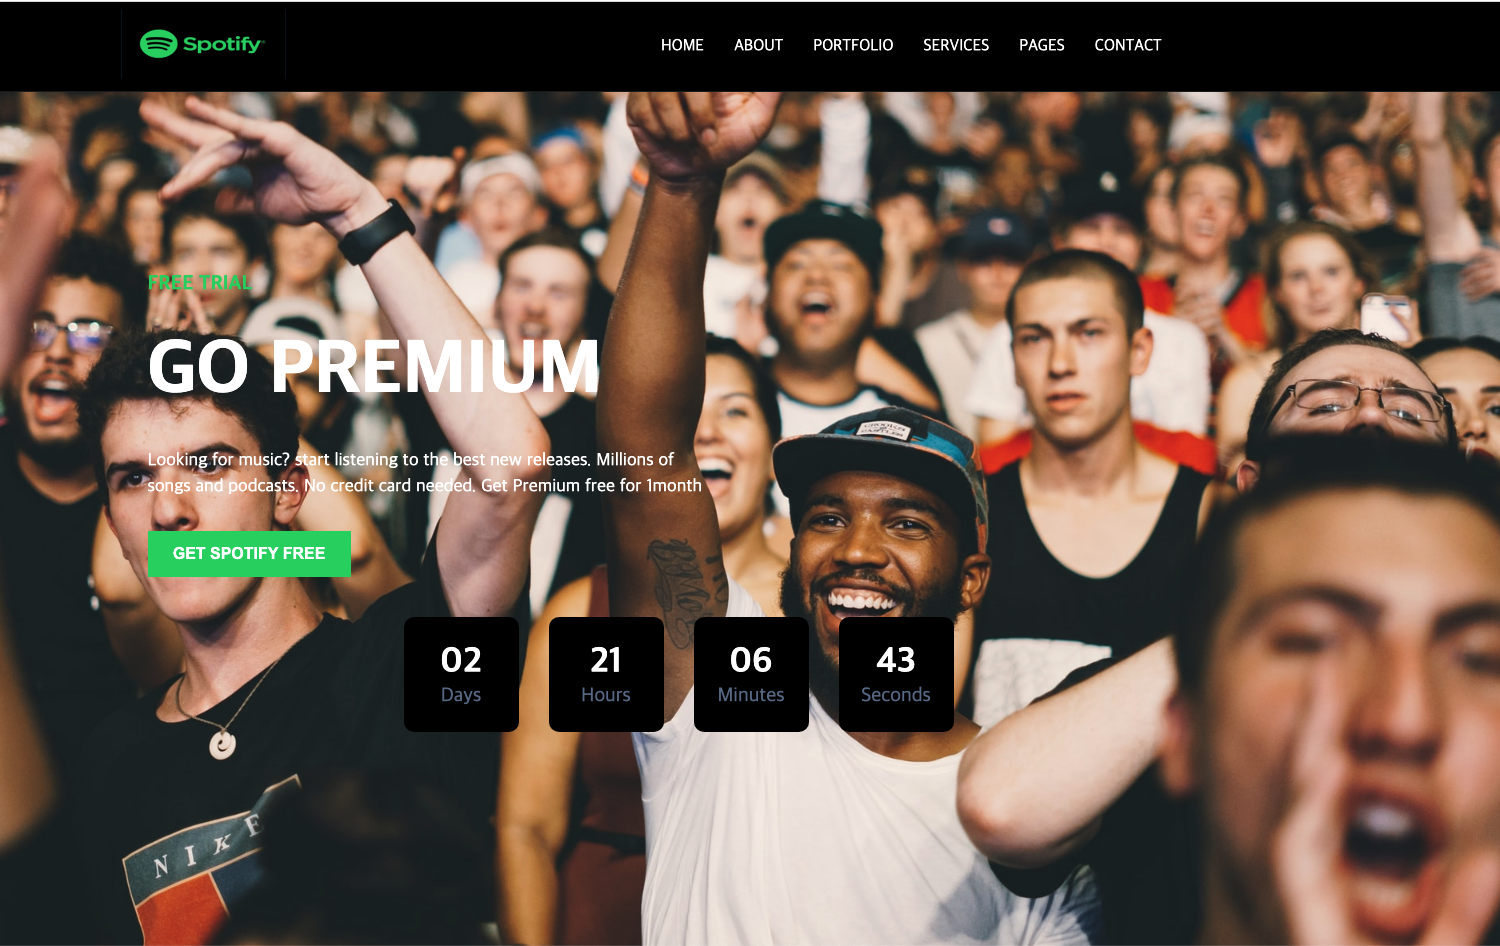 Spotify
HOME ABOUT PORTFOLIO SERVICES PAGES CONTACT
FREE TRIAL
GO PREMIUM
Looking for music? start listening to the best new releases. Millions of
songs and podcasts. No credit card needed. Get Premium free for 1month
GET SPOTIFY FREE
02 21 06 43
Days Hours Minutes Seconds
NIKE